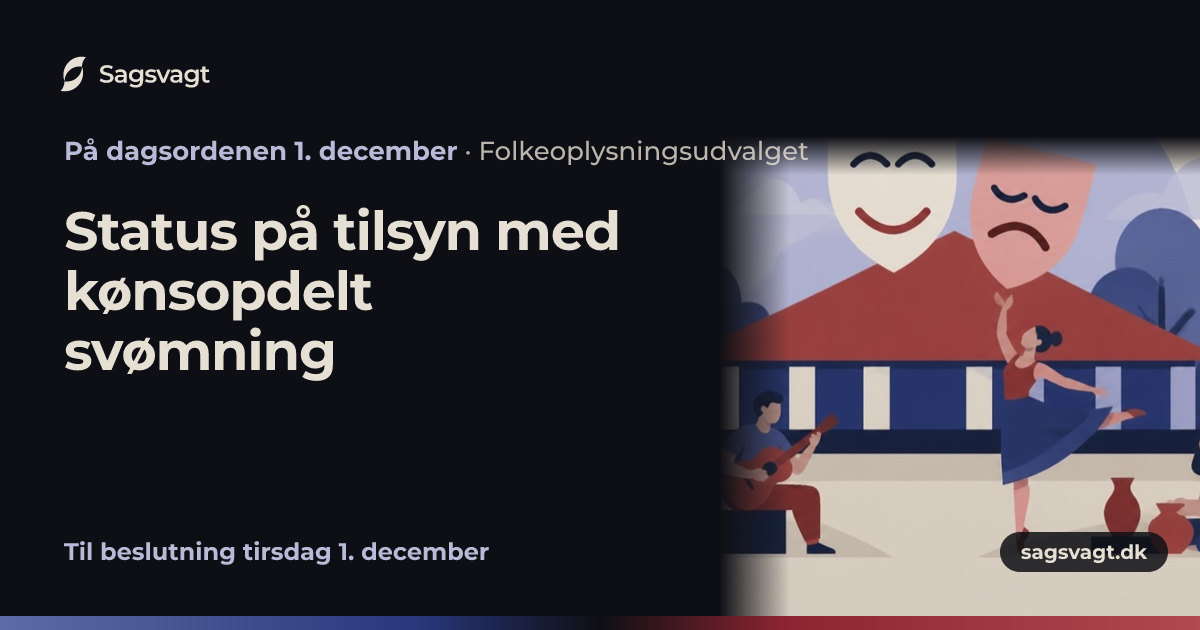 Sagsvagt
På dagsordenen 1. december · Folkeoplysningsudvalget
Status på tilsyn med
kønsopdelt
svømning
Til beslutning tirsdag 1. december
sagsvagt.dk